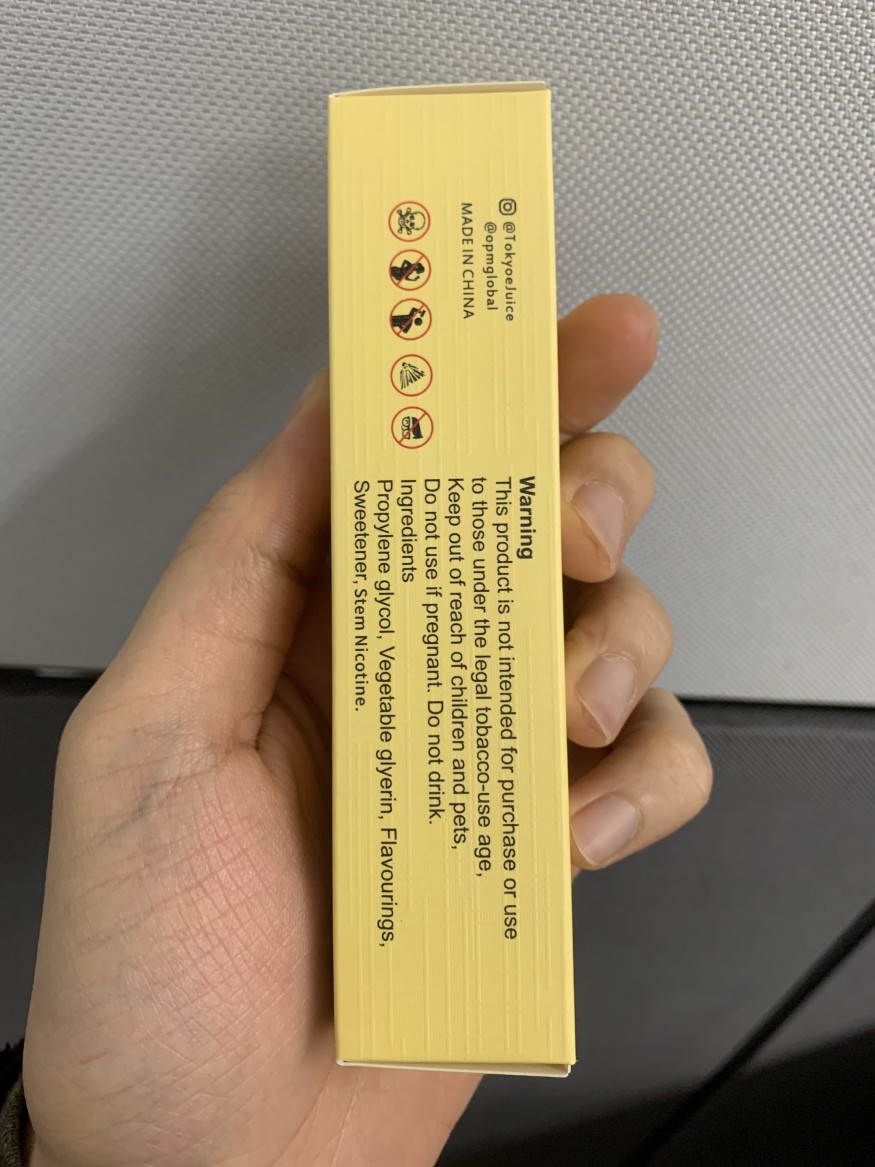 @TokyoeJuice
@opmglobal
MADE IN CHINA
Warning
This product is not intended for purchase or use
to those under the legal tobacco-use age,
Keep out of reach of children and pets,
Do not use if pregnant. Do not drink.
Ingredients
Propylene glycol, Vegetable glyerin, Flavourings,
Sweetener, Stem Nicotine.